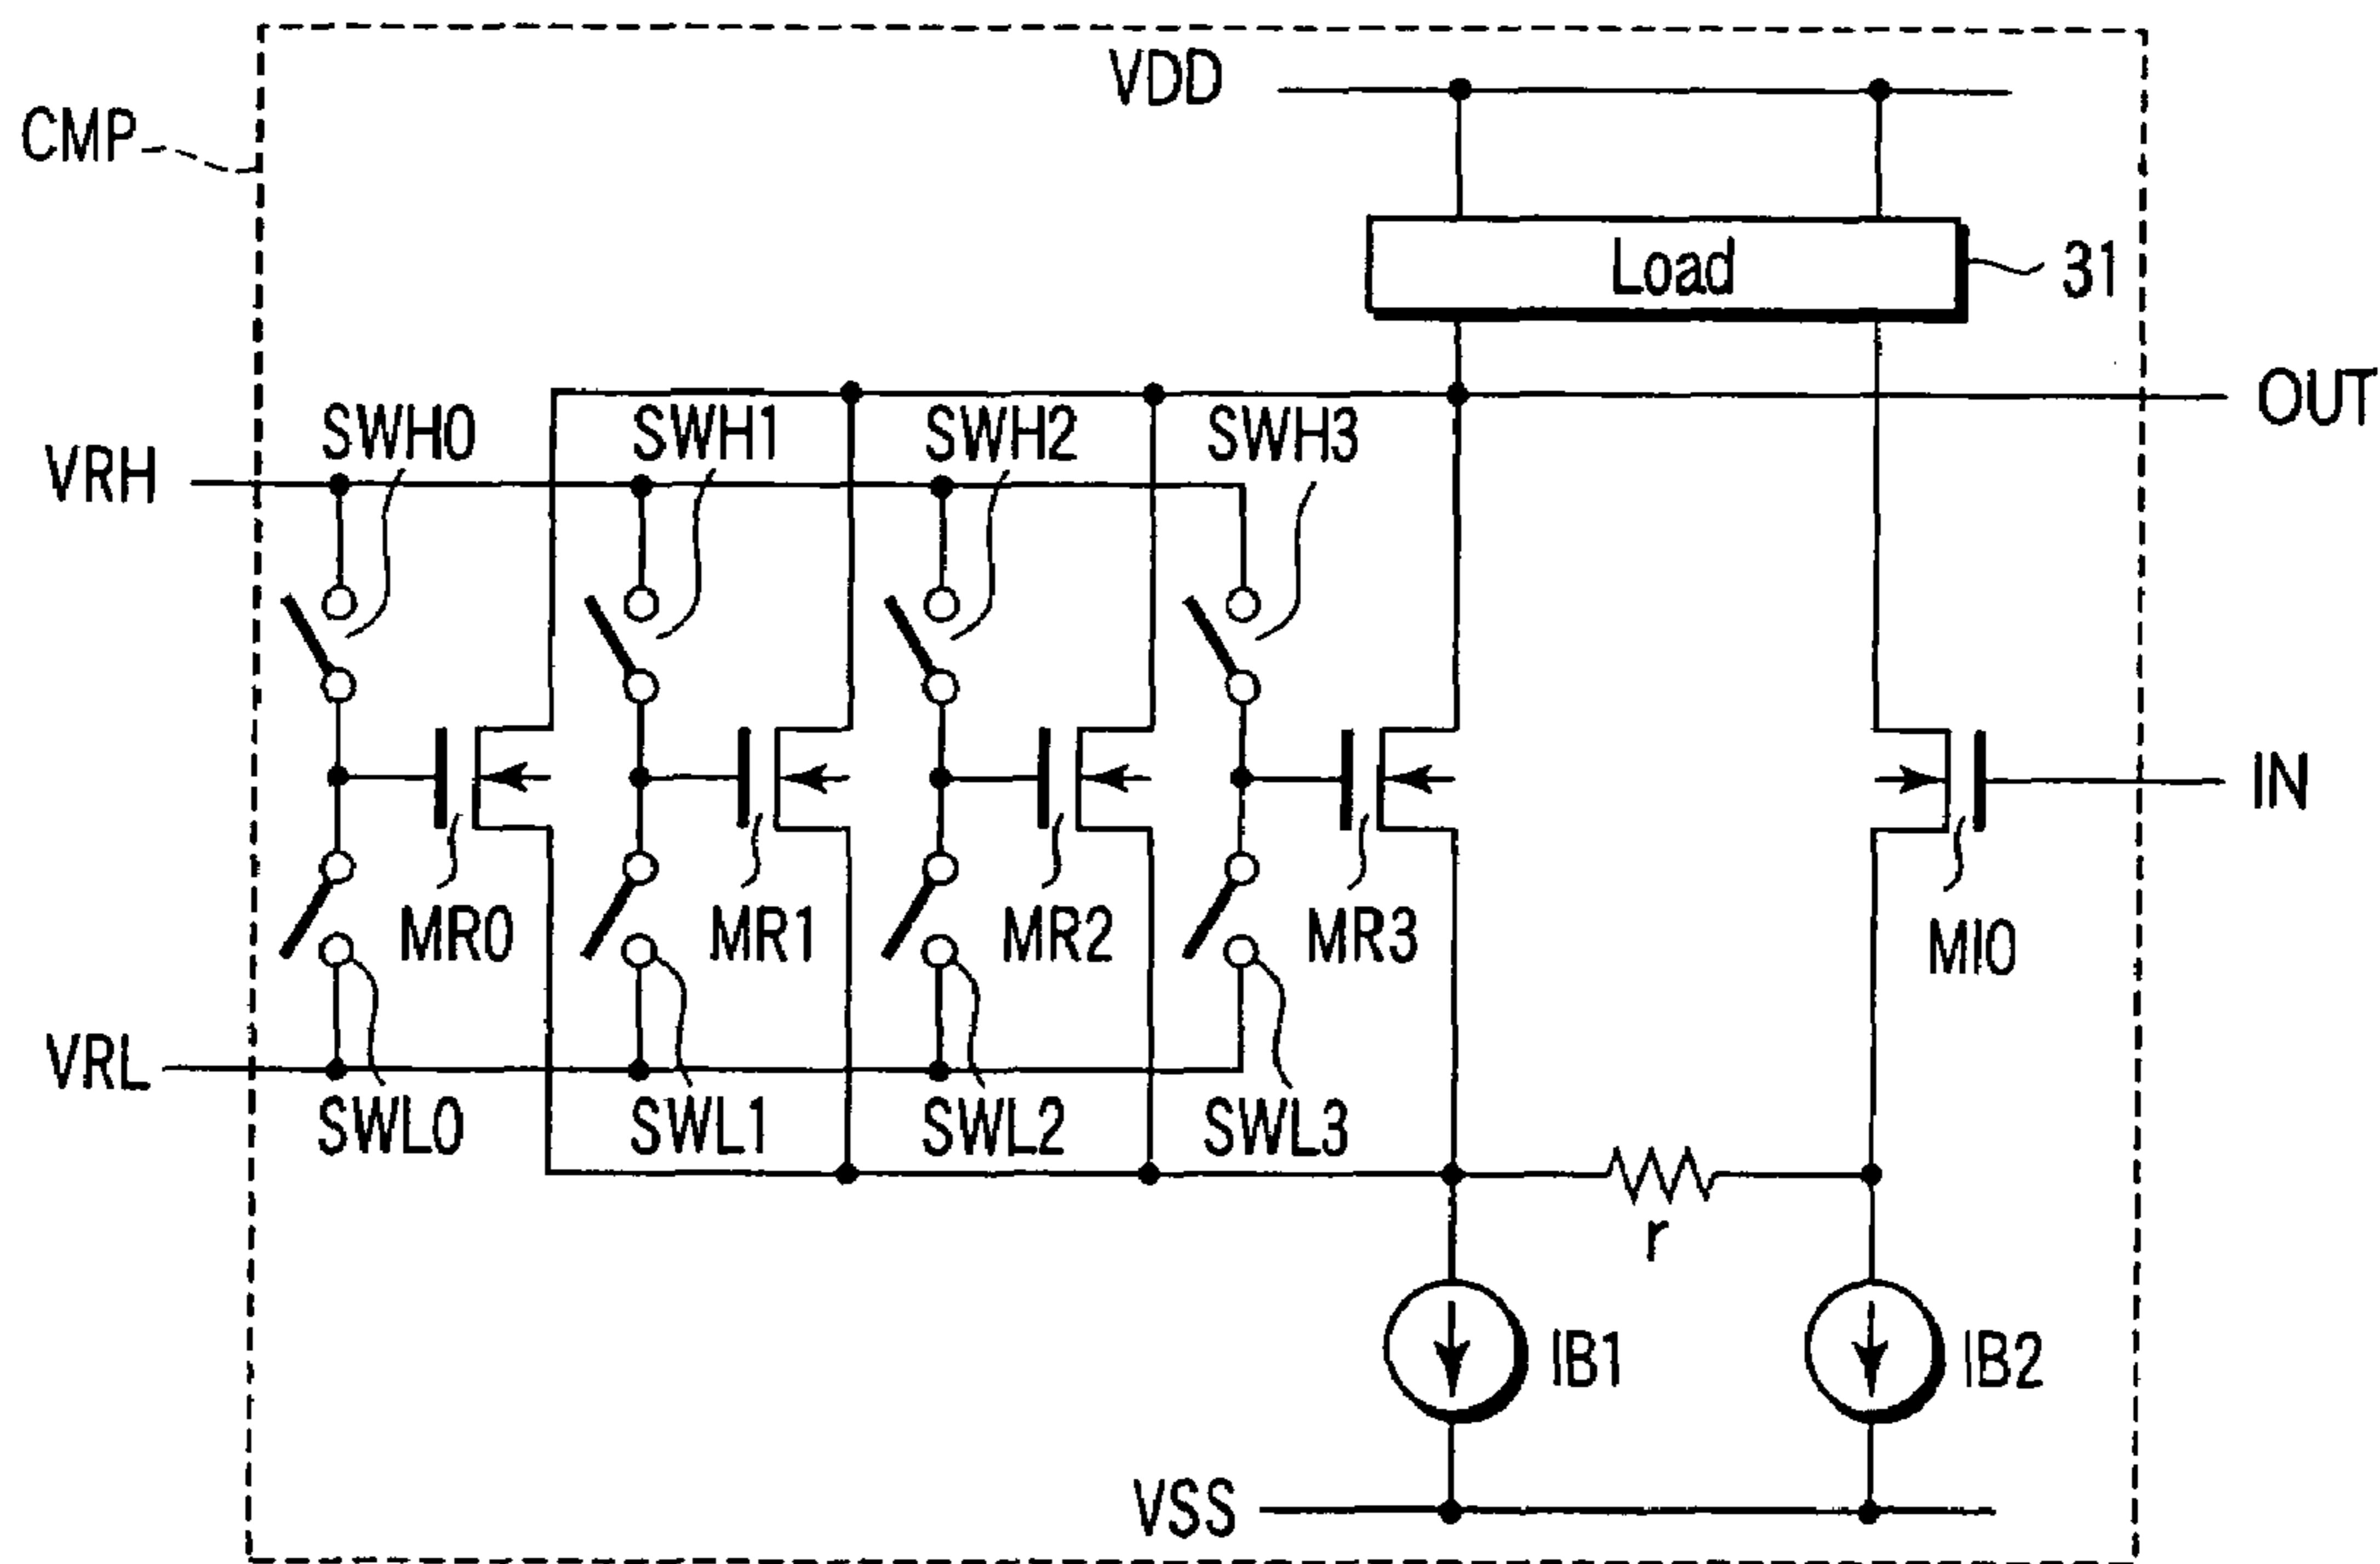 VDD
CMP
Load
31
OUT
SWH0
SWH1
SWH2
SWH3
VRH
IN
MR0
MR1
MR2
MR3
MI0
VRL
SWL0
SWL1
SWL2
SWL3
r
IB1
IB2
VSS